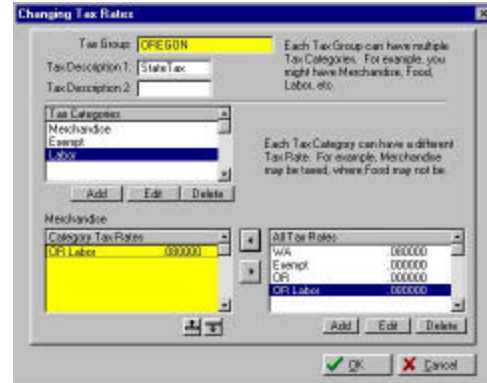 Changing Tax Rates
Tax Group: OREGON
Each Tax Group can have multiple
Tax Categories. For example, you
might have Merchandise, Food,
Labor, etc.
Tax Description 1: StateTax
Tax Description 2:
Tax Categories
Merchandise
Exempt
Labor
Add Edit Delete
Each Tax Category can have a different
Tax Rate. For example, Merchandise
may be taxed, where Food may not be.
Merchandise
Category Tax Rates
OR Labor .080000
All Tax Rates
WA .080000
Exempt .000000
OR .000000
OR Labor
Add Edit Delete
OK Cancel